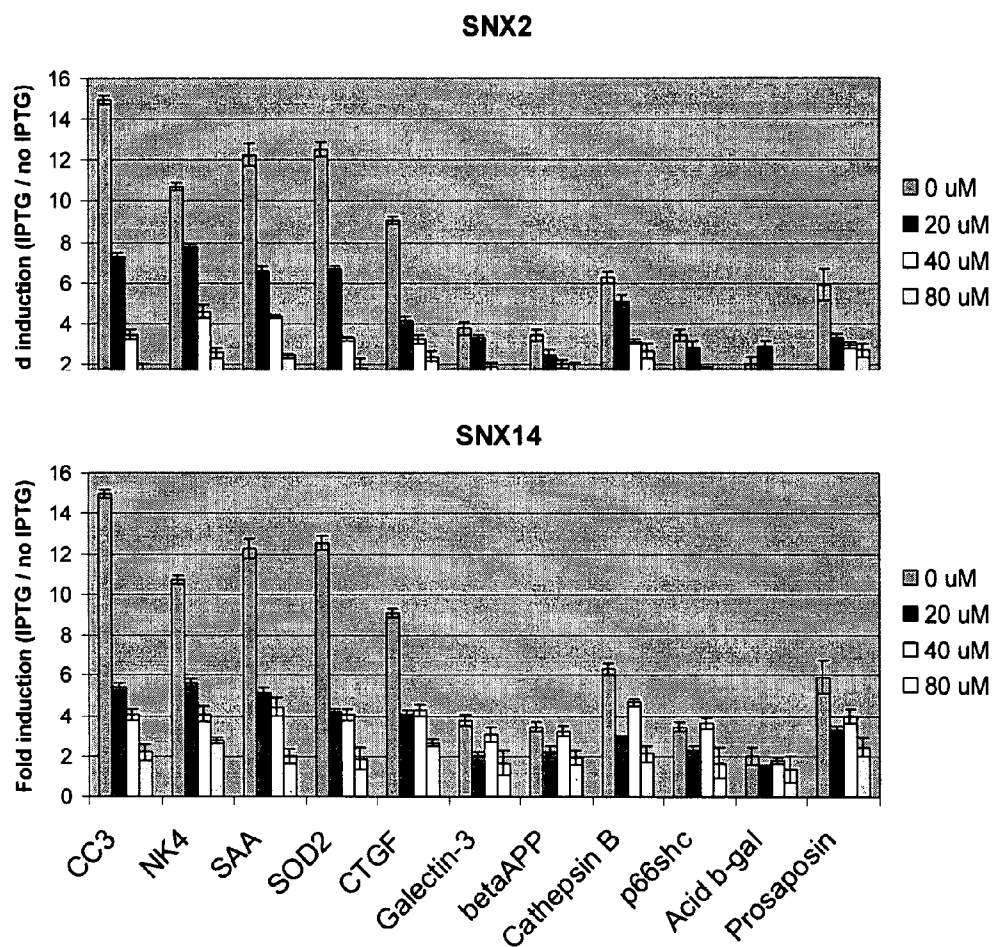 SNX2
d induction (IPTG / no IPTG)
16
14
12
10
8
6
4
2
0 uM
20 uM
40 uM
80 uM
SNX14
Fold induction (IPTG / no IPTG)
16
14
12
10
8
6
4
2
0
0 uM
20 uM
40 uM
80 uM
CC3
NK4
SAA
SOD2
CTGF
Galectin-3
betaAPP
Cathepsin B
p66shc
Acid b-gal
Prosaposin